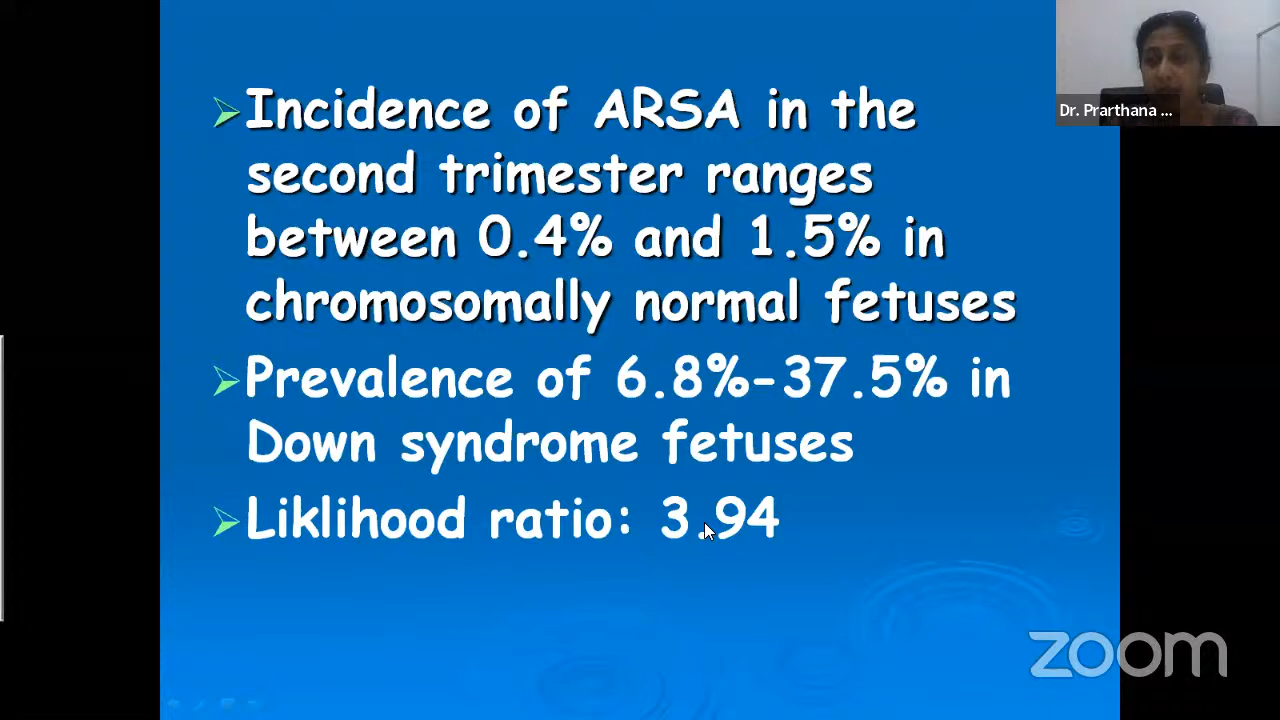 Incidence of ARSA in the
second trimester ranges
between 0.4% and 1.5% in
chromosomally normal fetuses
Prevalence of 6.8%-37.5% in
Down syndrome fetuses
Liklihood ratio: 3.94
Dr. Prarthana ...
zoom